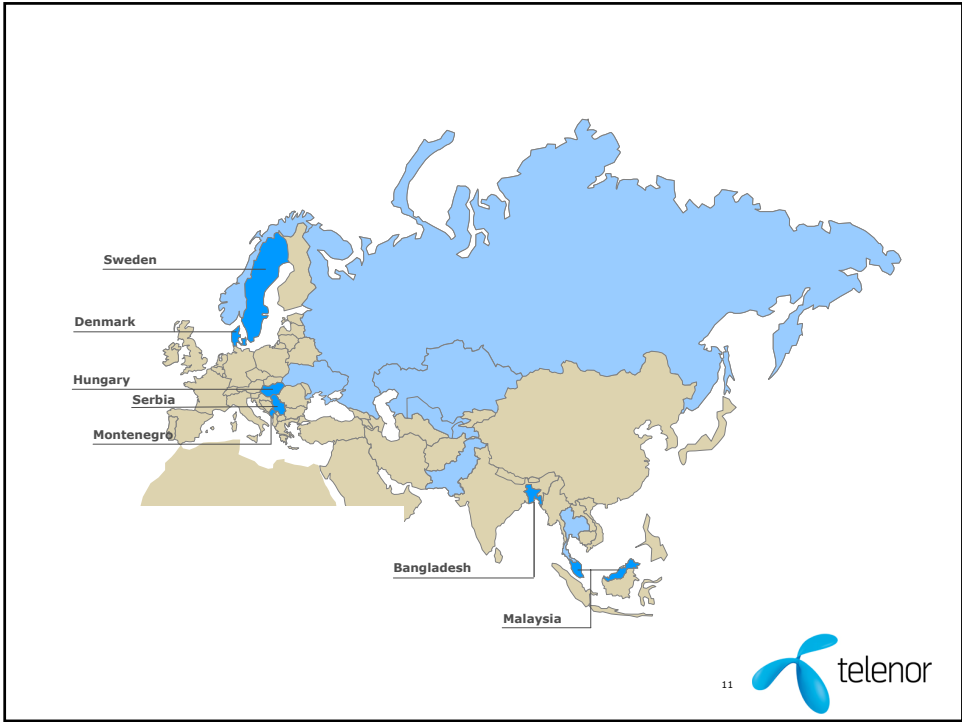 Sweden
Denmark
Hungary
Serbia
Montenegro
Bangladesh
Malaysia
11
telenor